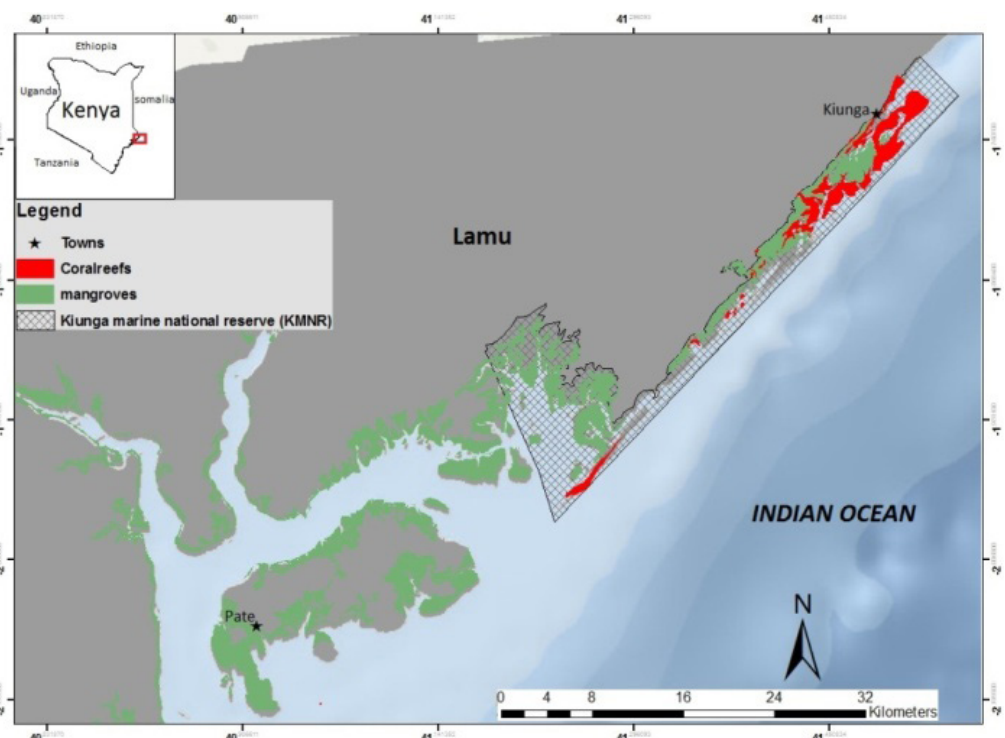 Ethiopia
Uganda
somalia
Kenya
Tanzania
Legend
Towns
Coralreefs
mangroves
Kiunga marine national reserve (KMNR)
Kiunga
Lamu
INDIAN OCEAN
Pate
N
0 4 8 16 24 32
Kilometers